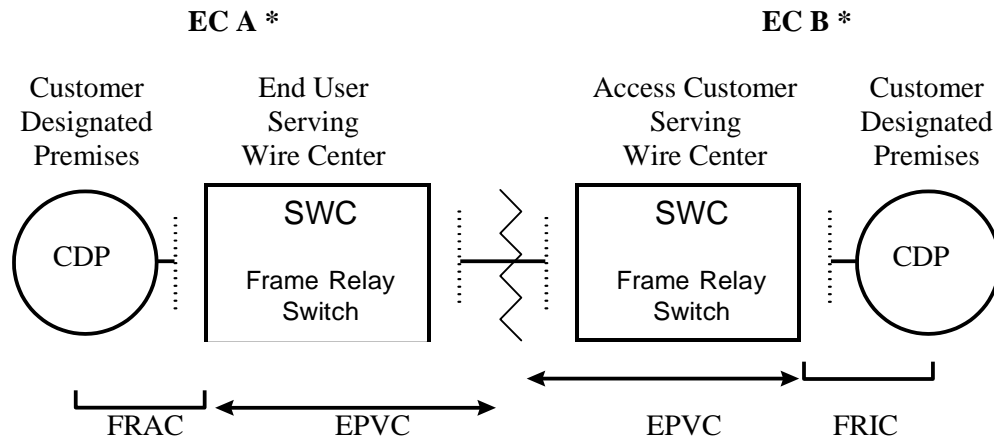 EC A *
EC B *
Customer
Designated
Premises
End User
Serving
Wire Center
Access Customer
Serving
Wire Center
Customer
Designated
Premises
CDP
SWC
Frame Relay
Switch
SWC
Frame Relay
Switch
CDP
FRAC
EPVC
EPVC
FRIC